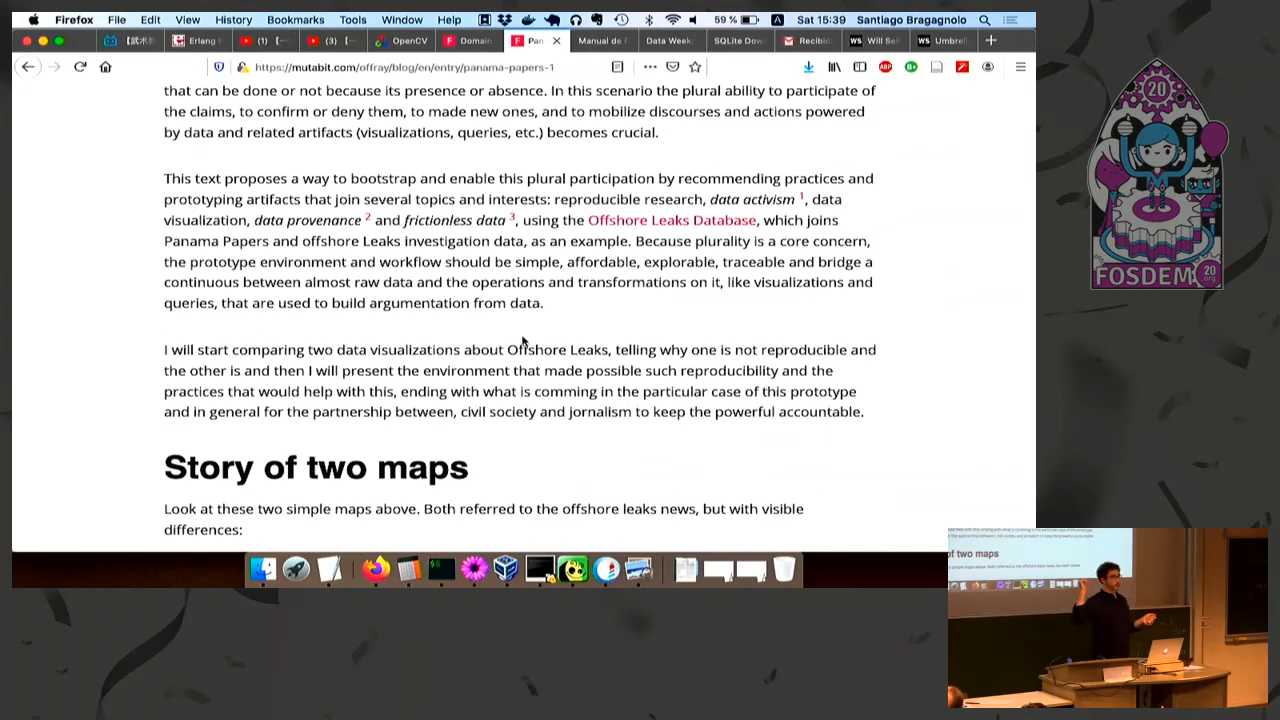 Firefox File Edit View History Bookmarks Tools Window Help 59 % Sat 15:39 Santiago Bragagnolo
Erlang (1) (3) OpenCV Domain Pan Manual de Data Week: SQLite Dow Recibid WS Will Sel WS Umbrel
https://mutabit.com/offray/blog/en/entry/panama-papers-1
that can be done or not because its presence or absence. In this scenario the plural ability to participate of
the claims, to confirm or deny them, to made new ones, and to mobilize discourses and actions powered
by data and related artifacts (visualizations, queries, etc.) becomes crucial.
This text proposes a way to bootstrap and enable this plural participation by recommending practices and
prototyping artifacts that join several topics and interests: reproducible research, data activism 1, data
visualization, data provenance 2 and frictionless data 3, using the Offshore Leaks Database, which joins
Panama Papers and offshore Leaks investigation data, as an example. Because plurality is a core concern,
the prototype environment and workflow should be simple, affordable, explorable, traceable and bridge a
continuous between almost raw data and the operations and transformations on it, like visualizations and
queries, that are used to build argumentation from data.
I will start comparing two data visualizations about Offshore Leaks, telling why one is not reproducible and
the other is and then I will present the environment that made possible such reproducibility and the
practices that would help with this, ending with what is comming in the particular case of this prototype
and in general for the partnership between, civil society and jornalism to keep the powerful accountable.
Story of two maps
Look at these two simple maps above. Both referred to the offshore leaks news, but with visible
differences:
20
FOSDEM 20
.org
of two maps